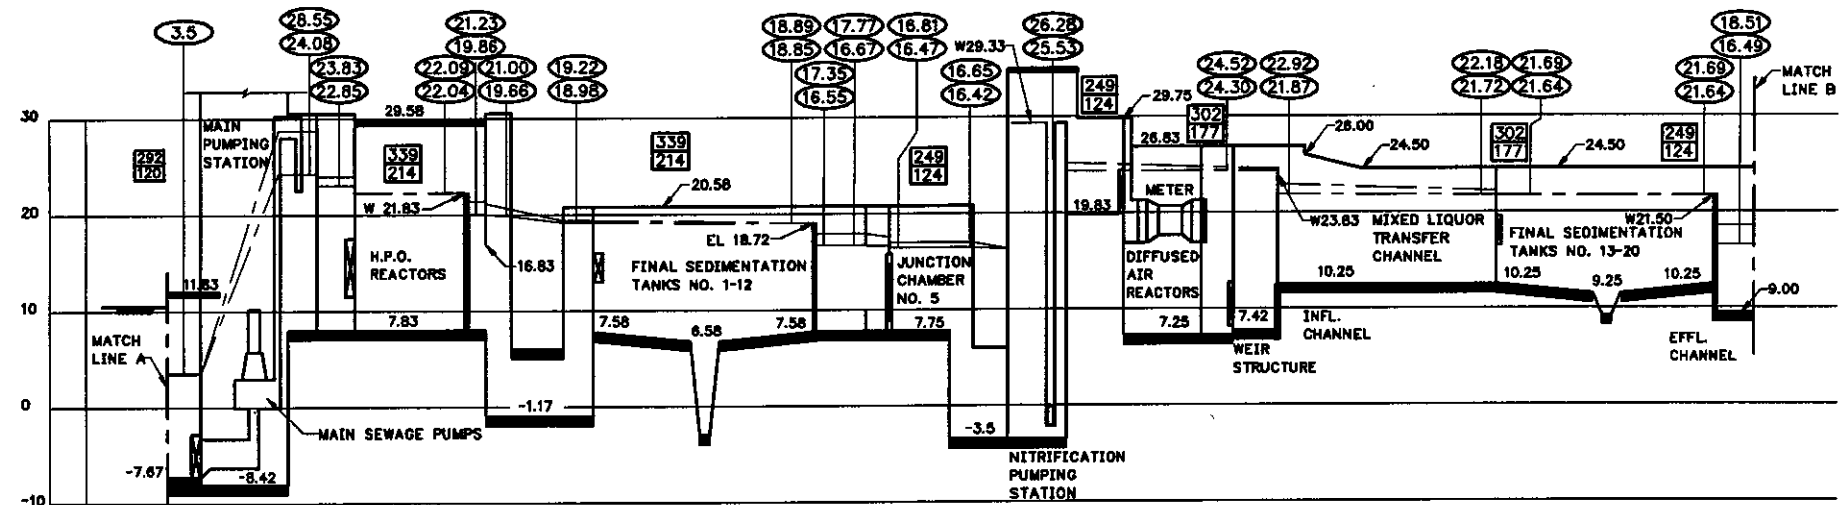 3.5
28.55
24.08
23.83
22.85
22.09
22.04
21.23
19.86
21.00
19.66
19.22
18.98
18.89
18.85
17.77
16.67
17.35
16.55
16.81
16.47
16.65
16.42
26.28
25.53
24.52
24.30
22.92
21.87
22.18
21.72
21.69
21.64
21.69
21.64
18.51
16.49
MATCH
LINE B
W29.33
30
20
10
0
-10
292
120
MAIN
PUMPING
STATION
29.58
339
214
W 21.83
H.P.O.
REACTORS
7.83
16.83
11.83
MATCH
LINE A
-7.67
-8.42
MAIN SEWAGE PUMPS
-1.17
339
214
20.58
EL 18.72
FINAL SEDIMENTATION
TANKS NO. 1-12
7.58
6.58
7.58
249
124
JUNCTION
CHAMBER
NO. 5
7.75
-3.5
NITRIFICATION
PUMPING
STATION
249
124
29.75
26.83
19.83
METER
DIFFUSED
AIR
REACTORS
7.25
302
177
7.42
WEIR
STRUCTURE
26.00
24.50
W23.83
MIXED LIQUOR
TRANSFER
CHANNEL
10.25
INFL.
CHANNEL
302
177
24.50
249
124
W21.50
FINAL SEDIMENTATION
TANKS NO. 13-20
10.25
9.25
10.25
9.00
EFFL.
CHANNEL